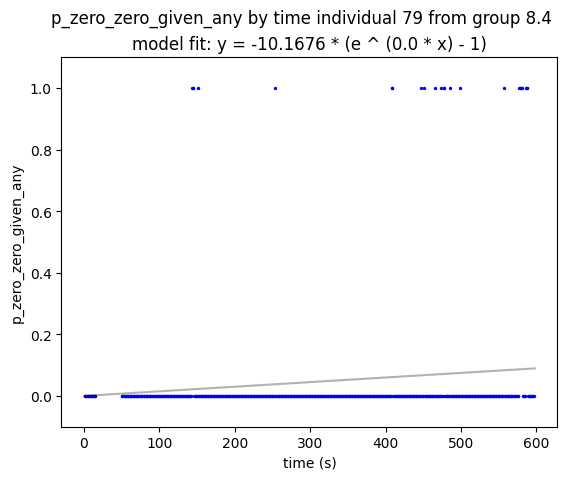 p_zero_zero_given_any by time individual 79 from group 8.4
model fit: y = -10.1676 * (e ^ (0.0 * x) - 1)
1.0
0.8
0.6
0.4
0.2
0.0
p_zero_zero_given_any
0 100 200 300 400 500 600
time (s)